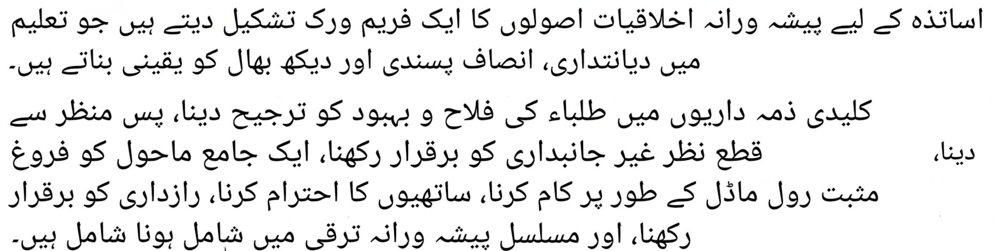 اساتذہ کے لیے پیشہ ورانہ اخلاقیات اصولوں کا ایک فریم ورک تشکیل دیتے ہیں جو تعلیم
میں دیانتداری، انصاف پسندی اور دیکھ بھال کو یقینی بناتے ہیں۔
کلیدی ذمہ داریوں میں طلباء کی فلاح و بہبود کو ترجیح دینا، پس منظر سے
دینا، قطع نظر غیر جانبداری کو برقرار رکھنا، ایک جامع ماحول کو فروغ
مثبت رول ماڈل کے طور پر کام کرنا، ساتھیوں کا احترام کرنا، رازداری کو برقرار
رکھنا، اور مسلسل پیشہ ورانہ ترقی میں شامل ہونا شامل ہیں۔